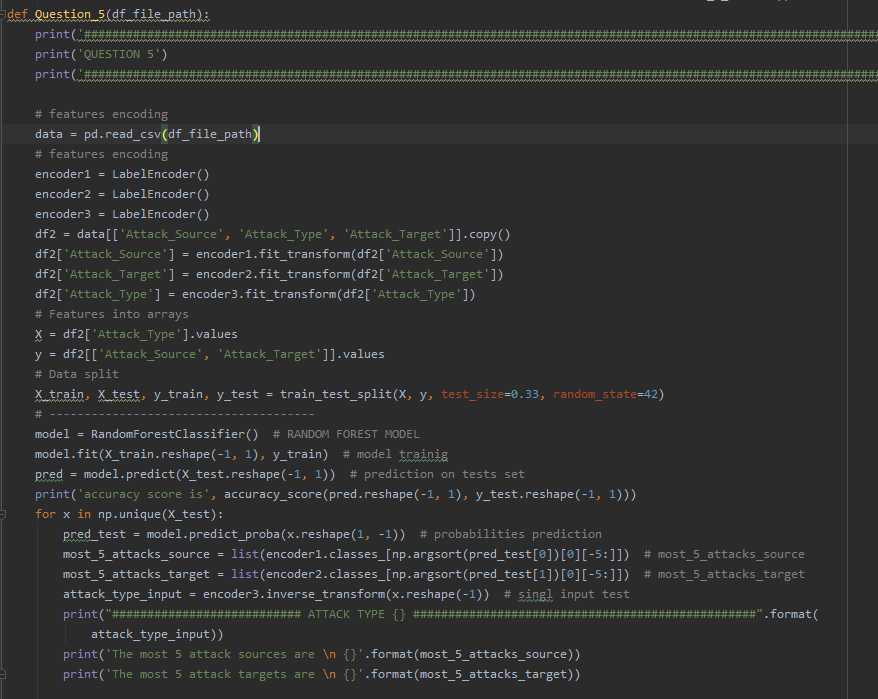 def Question_5(df_file_path):
    print('##############################################################################################################
    print('QUESTION 5')
    print('##############################################################################################################
    # features encoding
    data = pd.read_csv(df_file_path)
    # features encoding
    encoder1 = LabelEncoder()
    encoder2 = LabelEncoder()
    encoder3 = LabelEncoder()
    df2 = data[['Attack_Source', 'Attack_Type', 'Attack_Target']].copy()
    df2['Attack_Source'] = encoder1.fit_transform(df2['Attack_Source'])
    df2['Attack_Target'] = encoder2.fit_transform(df2['Attack_Target'])
    df2['Attack_Type'] = encoder3.fit_transform(df2['Attack_Type'])
    # Features into arrays
    X = df2['Attack_Type'].values
    y = df2[['Attack_Source', 'Attack_Target']].values
    # Data split
    X_train, X_test, y_train, y_test = train_test_split(X, y, test_size=0.33, random_state=42)
    # --------------------------------------
    model = RandomForestClassifier()  # RANDOM FOREST MODEL
    model.fit(X_train.reshape(-1, 1), y_train)  # model trainig
    pred = model.predict(X_test.reshape(-1, 1))  # prediction on tests set
    print('accuracy score is', accuracy_score(pred.reshape(-1, 1), y_test.reshape(-1, 1)))
    for x in np.unique(X_test):
        pred_test = model.predict_proba(x.reshape(1, -1))  # probabilities prediction
        most_5_attacks_source = list(encoder1.classes_[np.argsort(pred_test[0])[0][-5:]])  # most_5_attacks_source
        most_5_attacks_target = list(encoder2.classes_[np.argsort(pred_test[1])[0][-5:]])  # most_5_attacks_target
        attack_type_input = encoder3.inverse_transform(x.reshape(-1))  # singl input test
        print("########################### ATTACK TYPE {} #################################################".format(
            attack_type_input))
        print('The most 5 attack sources are \n {}'.format(most_5_attacks_source))
        print('The most 5 attack targets are \n {}'.format(most_5_attacks_target))